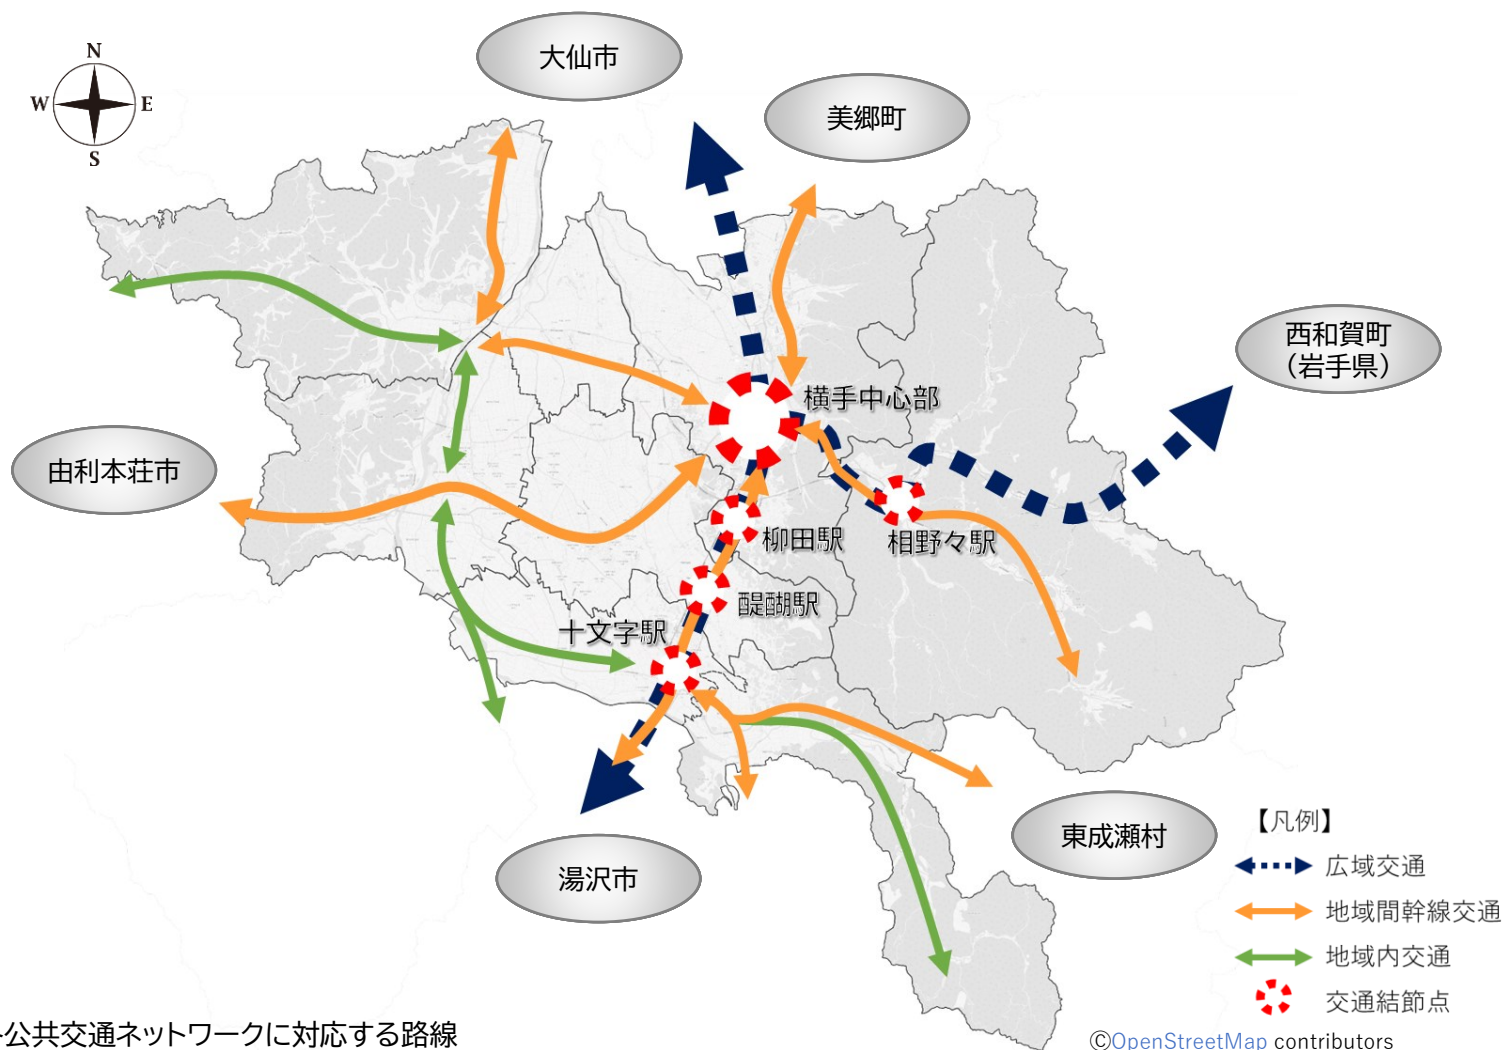 大仙市
N
美郷町
W
E
S
西和賀町
（岩手県）
横手中心部
由利本荘市
柳田駅
相野々駅
醍醐駅
十文字駅
【凡例】
東成瀬村
広域交通
湯沢市
地域間幹線交通
地域内交通
交通結節点
公共交通ネットワークに対応する路線
©OpenStreetMap contributors